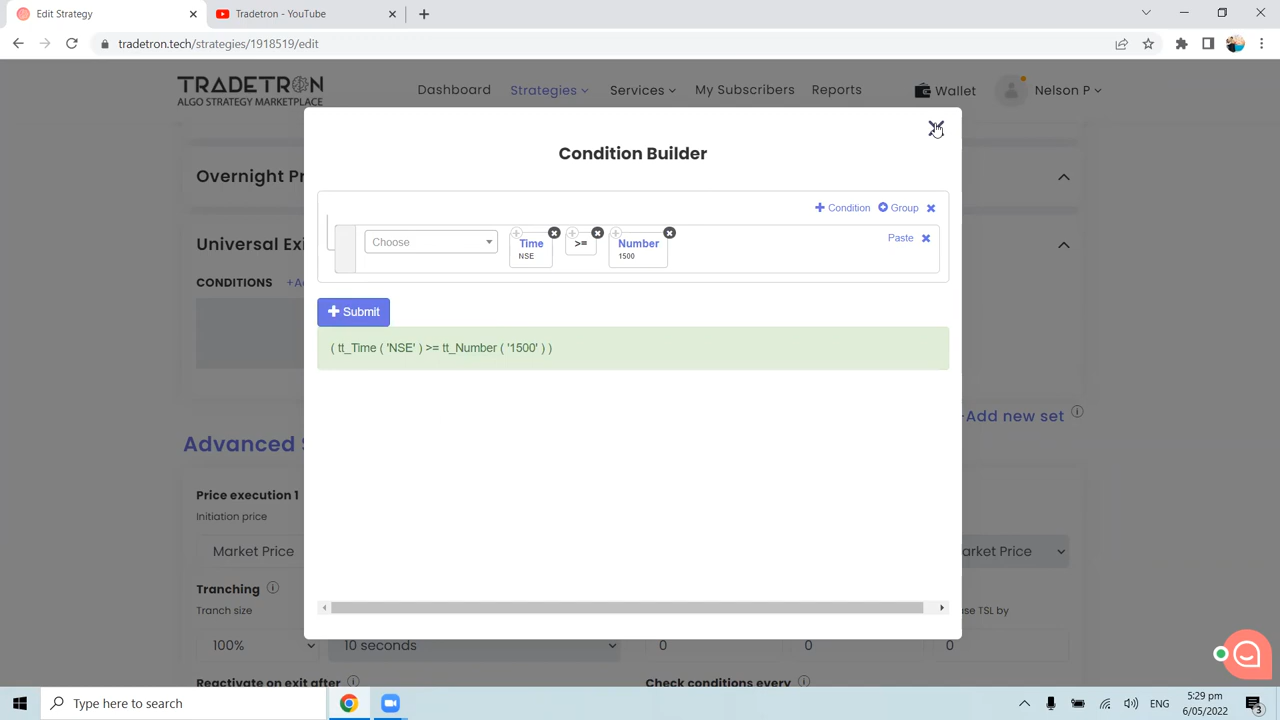 Edit Strategy
Tradetron - YouTube
tradetron.tech/strategies/1918519/edit
TRADETRON
ALGO STRATEGY MARKETPLACE
Dashboard Strategies Services My Subscribers Reports Wallet Nelson P
Condition Builder
Overnight Pr
+ Condition Group
Choose Time >= Number Paste
NSE 1500
Universal Exi
CONDITIONS +A
+ Submit
( tt_Time ( 'NSE' ) >= tt_Number ( '1500' ) )
Add new set
Advanced S
Price execution 1
Initiation price
Market Price arket Price
Tranching
Tranch size se TSL by
100% 10 seconds 0 0 0
Reactivate on exit after Check conditions every
Type here to search
ENG 5:29 pm
6/05/2022
3